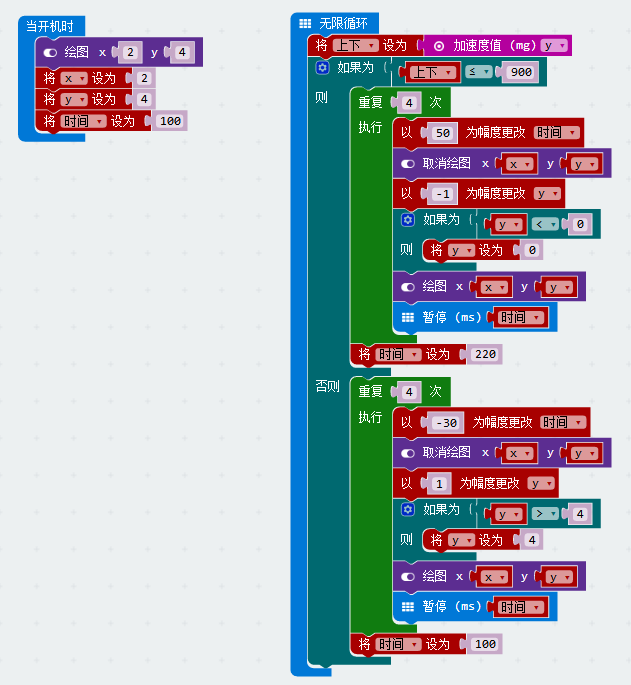 当开机时
绘图 x 2 y 4
将 x 设为 2
将 y 设为 4
将 时间 设为 100
无限循环
将 上下 设为 加速度值 (mg) y
如果为 上下 ≤ 900
则
重复 4 次
执行
以 50 为幅度更改 时间
取消绘图 x x y y
以 -1 为幅度更改 y
如果为 y < 0
则 将 y 设为 0
绘图 x x y y
暂停 (ms) 时间
将 时间 设为 220
否则
重复 4 次
执行
以 -30 为幅度更改 时间
取消绘图 x x y y
以 1 为幅度更改 y
如果为 y > 4
则 将 y 设为 4
绘图 x x y y
暂停 (ms) 时间
将 时间 设为 100